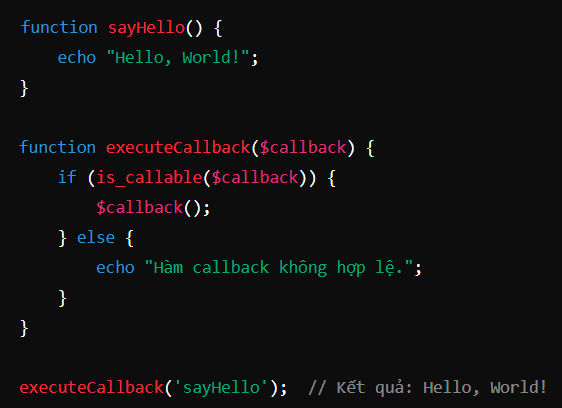 function sayHello() {
    echo "Hello, World!";
}

function executeCallback($callback) {
    if (is_callable($callback)) {
        $callback();
    } else {
        echo "Hàm callback không hợp lệ.";
    }
}

executeCallback('sayHello');  // Kết quả: Hello, World!